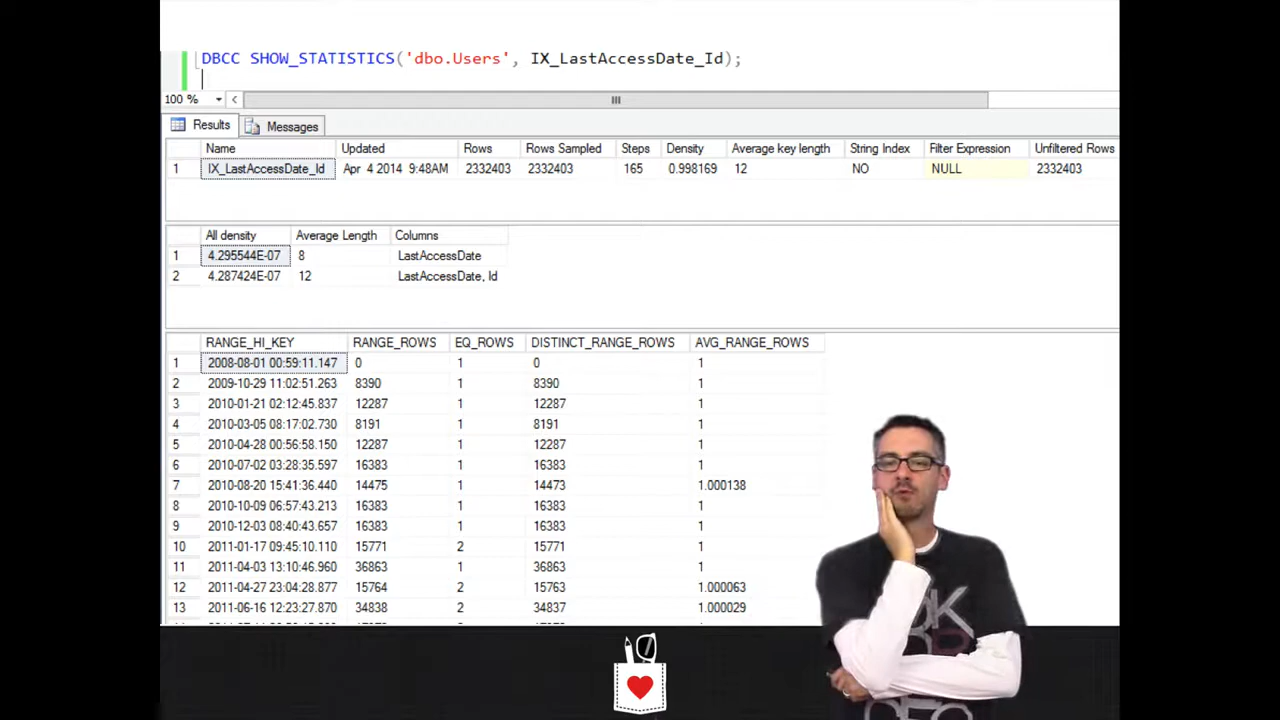 DBCC SHOW_STATISTICS('dbo.Users', IX_LastAccessDate_Id);
100 %
Results Messages
Name Updated Rows Rows Sampled Steps Density Average key length String Index Filter Expression Unfiltered Rows
1 IX_LastAccessDate_Id Apr 4 2014 9:48AM 2332403 2332403 165 0.998169 12 NO NULL 2332403
All density Average Length Columns
1 4.295544E-07 8 LastAccessDate
2 4.287424E-07 12 LastAccessDate, Id
RANGE_HI_KEY RANGE_ROWS EQ_ROWS DISTINCT_RANGE_ROWS AVG_RANGE_ROWS
1 2008-08-01 00:59:11.147 0 1 0 1
2 2009-10-29 11:02:51.263 8390 1 8390 1
3 2010-01-21 02:12:45.837 12287 1 12287 1
4 2010-03-05 08:17:02.730 8191 1 8191 1
5 2010-04-28 00:56:58.150 12287 1 12287 1
6 2010-07-02 03:28:35.597 16383 1 16383 1
7 2010-08-20 15:41:36.440 14475 1 14473 1.000138
8 2010-10-09 06:57:43.213 16383 1 16383 1
9 2010-12-03 08:40:43.657 16383 1 16383 1
10 2011-01-17 09:45:10.110 15771 2 15771 1
11 2011-04-03 13:10:46.960 36863 1 36863 1
12 2011-04-27 23:04:28.877 15764 2 15763 1.000063
13 2011-06-16 12:23:27.870 34838 2 34837 1.000029